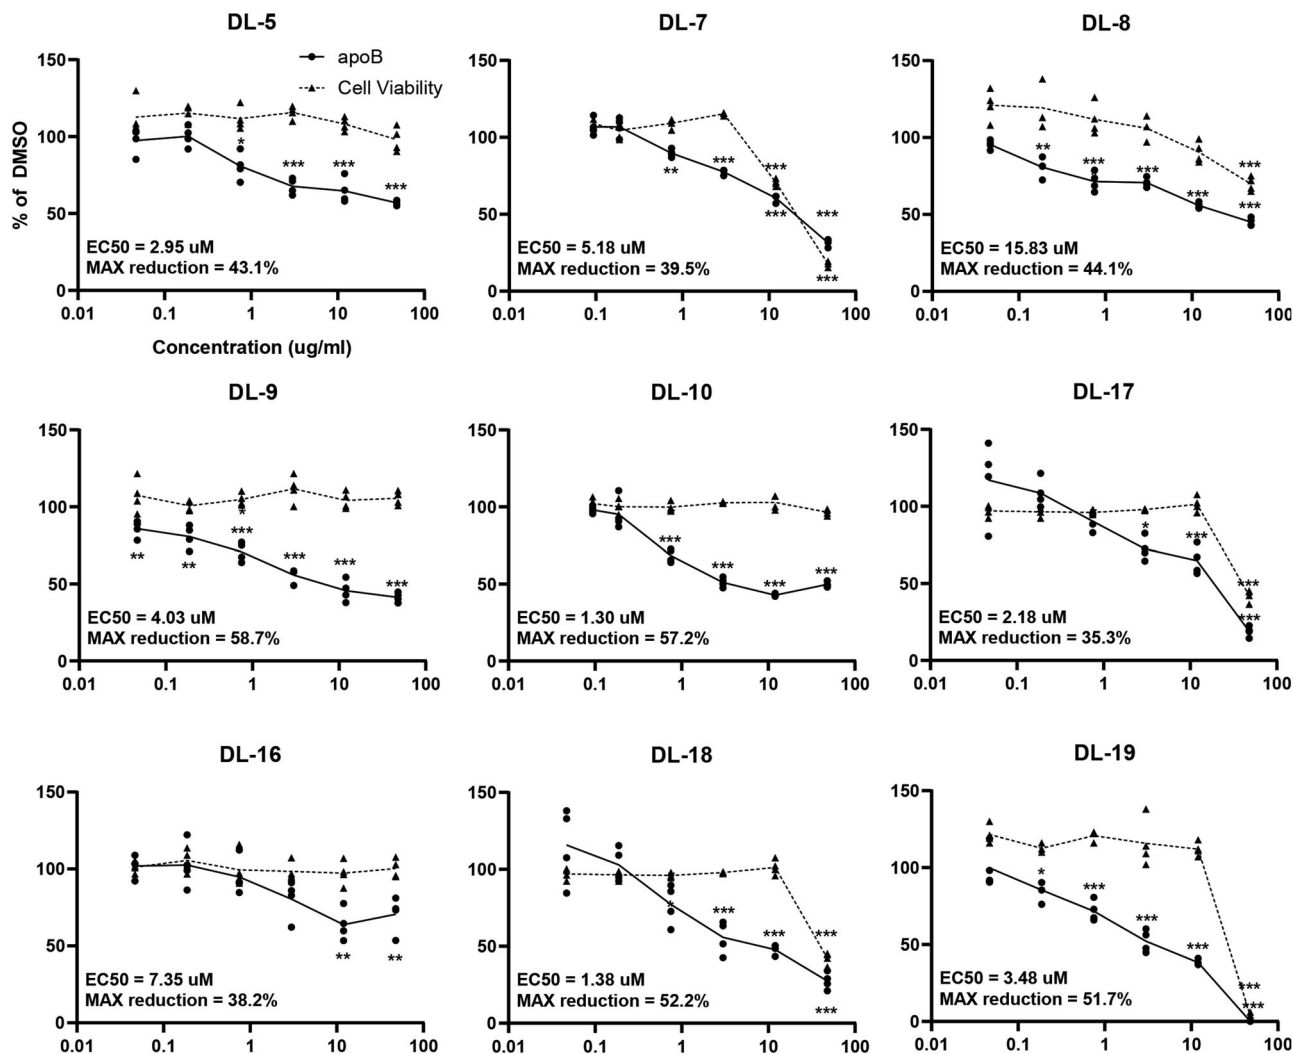 DL-5
150
100
50
0
% of DMSO
apoB
Cell Viability
*
***
***
***
EC50 = 2.95 uM
MAX reduction = 43.1%
0.01 0.1 1 10 100
Concentration (ug/ml)
DL-7
150
100
50
0
**
***
***
***
***
***
EC50 = 5.18 uM
MAX reduction = 39.5%
0.01 0.1 1 10 100
DL-8
150
100
50
0
**
***
***
***
***
***
EC50 = 15.83 uM
MAX reduction = 44.1%
0.01 0.1 1 10 100
DL-9
150
100
50
0
**
**
*
***
***
***
***
EC50 = 4.03 uM
MAX reduction = 58.7%
0.01 0.1 1 10 100
DL-10
150
100
50
0
***
***
***
***
EC50 = 1.30 uM
MAX reduction = 57.2%
0.01 0.1 1 10 100
DL-17
150
100
50
0
*
***
***
***
EC50 = 2.18 uM
MAX reduction = 35.3%
0.01 0.1 1 10 100
DL-16
150
100
50
0
**
**
EC50 = 7.35 uM
MAX reduction = 38.2%
0.01 0.1 1 10 100
DL-18
150
100
50
0
*
***
***
***
***
EC50 = 1.38 uM
MAX reduction = 52.2%
0.01 0.1 1 10 100
DL-19
150
100
50
0
*
***
***
***
***
***
EC50 = 3.48 uM
MAX reduction = 51.7%
0.01 0.1 1 10 100